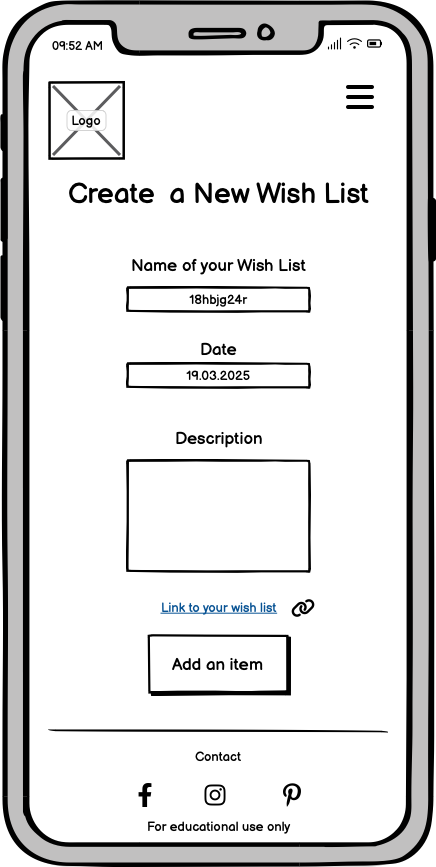 09:52 AM
Logo
Create a New Wish List
Name of your Wish List
18hbjg24r
Date
19.03.2025
Description
Link to your wish list
Add an item
Contact
For educational use only